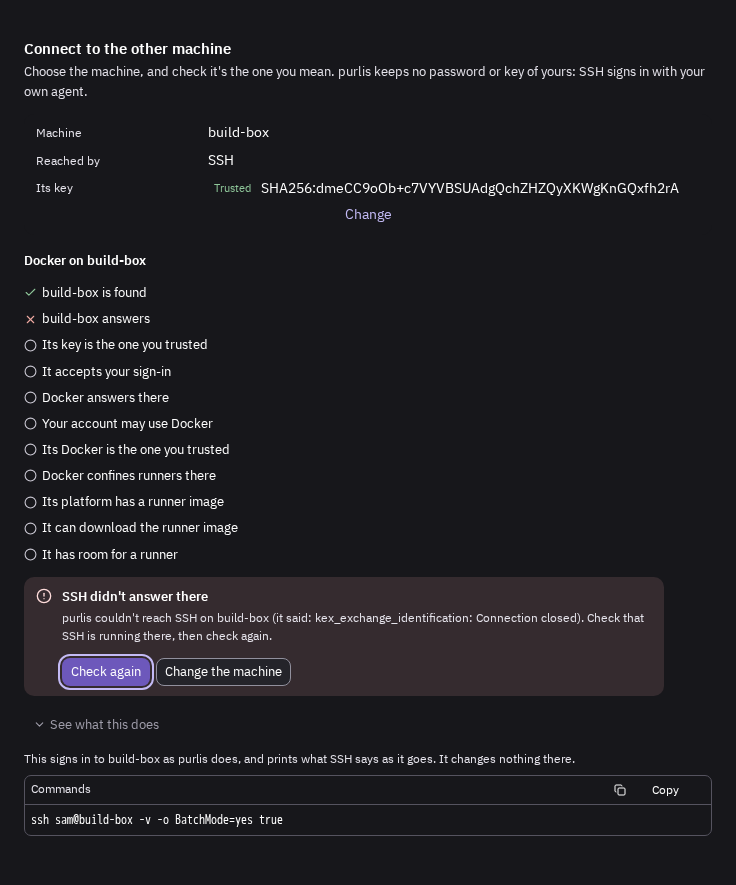 Connect to the other machine
Choose the machine, and check it's the one you mean. purlis keeps no password or key of yours: SSH signs in with your
own agent.
Machine build-box
Reached by SSH
Its key Trusted SHA256:dmeCC9oOb+c7VYVBSUAdgQchZHZQyXKWgKnGQxfh2rA
Change
Docker on build-box
build-box is found
build-box answers
Its key is the one you trusted
It accepts your sign-in
Docker answers there
Your account may use Docker
Its Docker is the one you trusted
Docker confines runners there
Its platform has a runner image
It can download the runner image
It has room for a runner
SSH didn't answer there
purlis couldn't reach SSH on build-box (it said: kex_exchange_identification: Connection closed). Check that
SSH is running there, then check again.
Check again Change the machine
See what this does
This signs in to build-box as purlis does, and prints what SSH says as it goes. It changes nothing there.
Commands Copy
ssh sam@build-box -v -o BatchMode=yes true